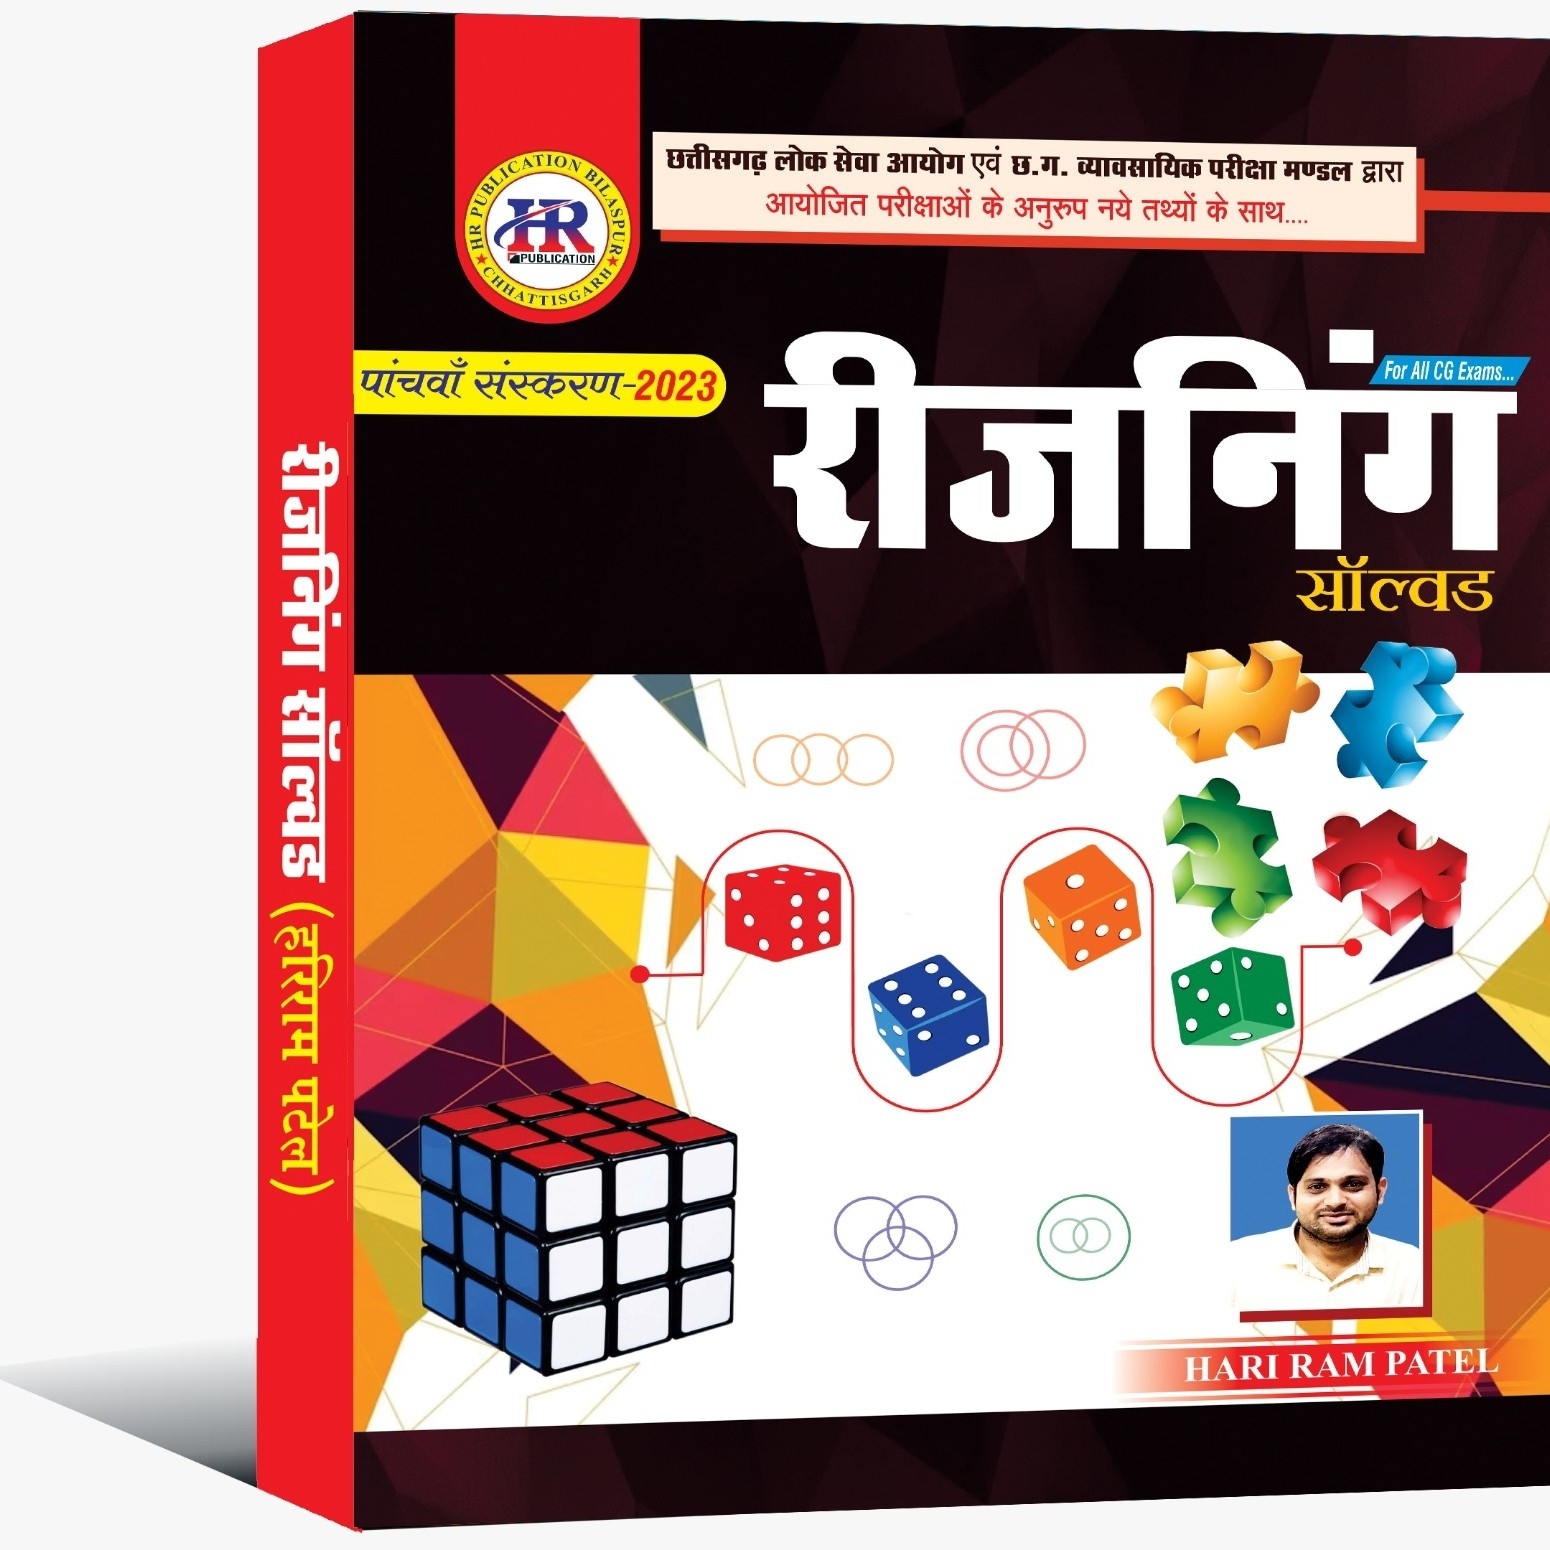 HR PUBLICATION BILASPUR
★ CHHATTISGARH ★
HR
PUBLICATION
छत्तीसगढ़ लोक सेवा आयोग एवं छ.ग. व्यावसायिक परीक्षा मण्डल द्वारा
आयोजित परीक्षाओं के अनुरुप नये तथ्यों के साथ....
पांचवाँ संस्करण-2023
For All CG Exams...
रीजनिंग
सॉल्वड
HARI RAM PATEL
रीजनिंग सॉल्वड (हरिराम पटेल)